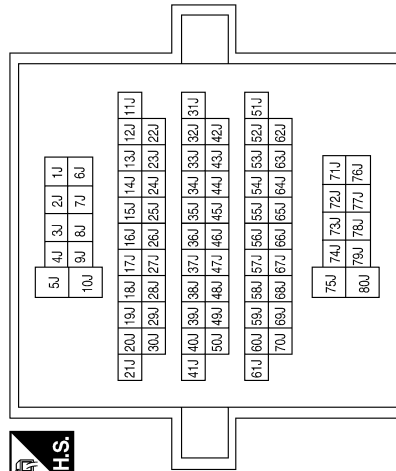 H.S.
5J 4J 3J 2J 1J
10J 9J 8J 7J 6J
21J 20J 19J 18J 17J 16J 15J 14J 13J 12J 11J
30J 29J 28J 27J 26J 25J 24J 23J 22J
41J 40J 39J 38J 37J 36J 35J 34J 33J 32J 31J
50J 49J 48J 47J 46J 45J 44J 43J 42J
61J 60J 59J 58J 57J 56J 55J 54J 53J 52J 51J
70J 69J 68J 67J 66J 65J 64J 63J 62J
75J 74J 73J 72J 71J
80J 79J 78J 77J 76J